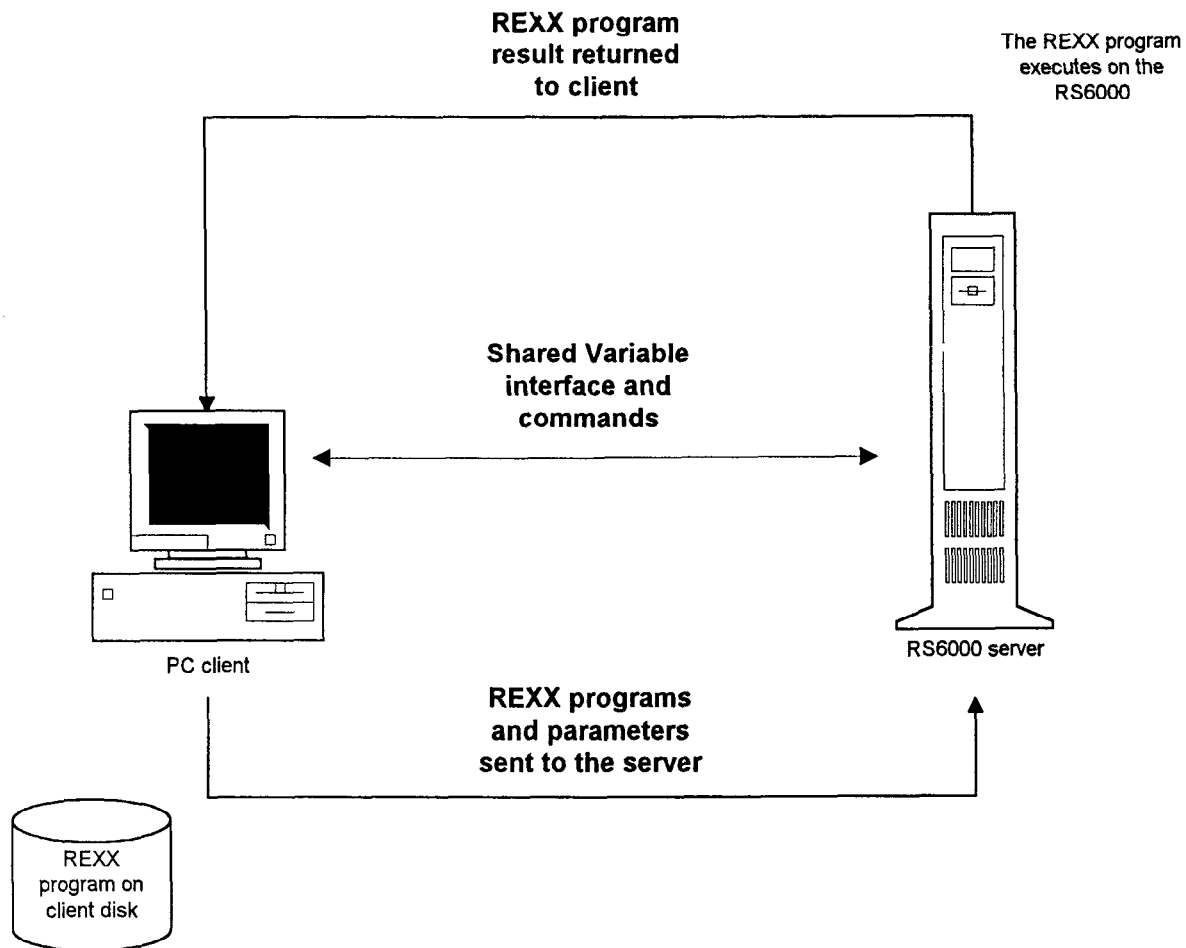 REXX program
result returned
to client
The REXX program
executes on the
RS6000
Shared Variable
interface and
commands
PC client
RS6000 server
REXX programs
and parameters
sent to the server
REXX
program on
client disk